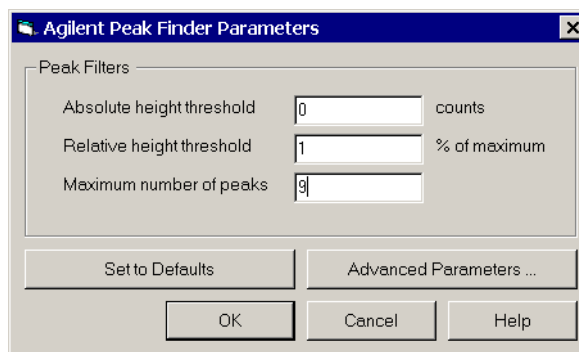 Agilent Peak Finder Parameters
Peak Filters
Absolute height threshold 0 counts
Relative height threshold 1 % of maximum
Maximum number of peaks 9
Set to Defaults Advanced Parameters ...
OK Cancel Help